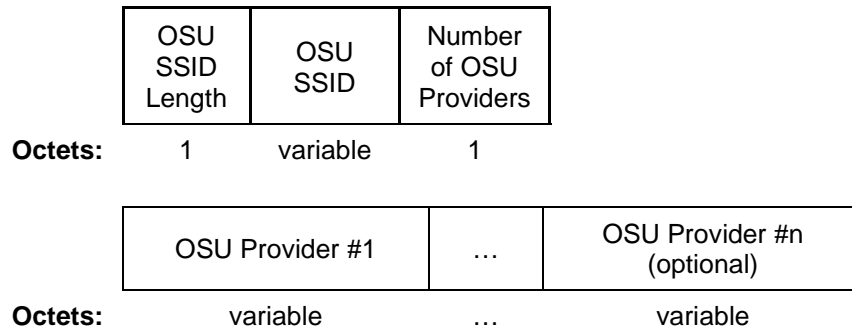 OSU
SSID
Length
OSU
SSID
Number
of OSU
Providers
Octets: 1 variable 1
OSU Provider #1 … OSU Provider #n
(optional)
Octets: variable … variable